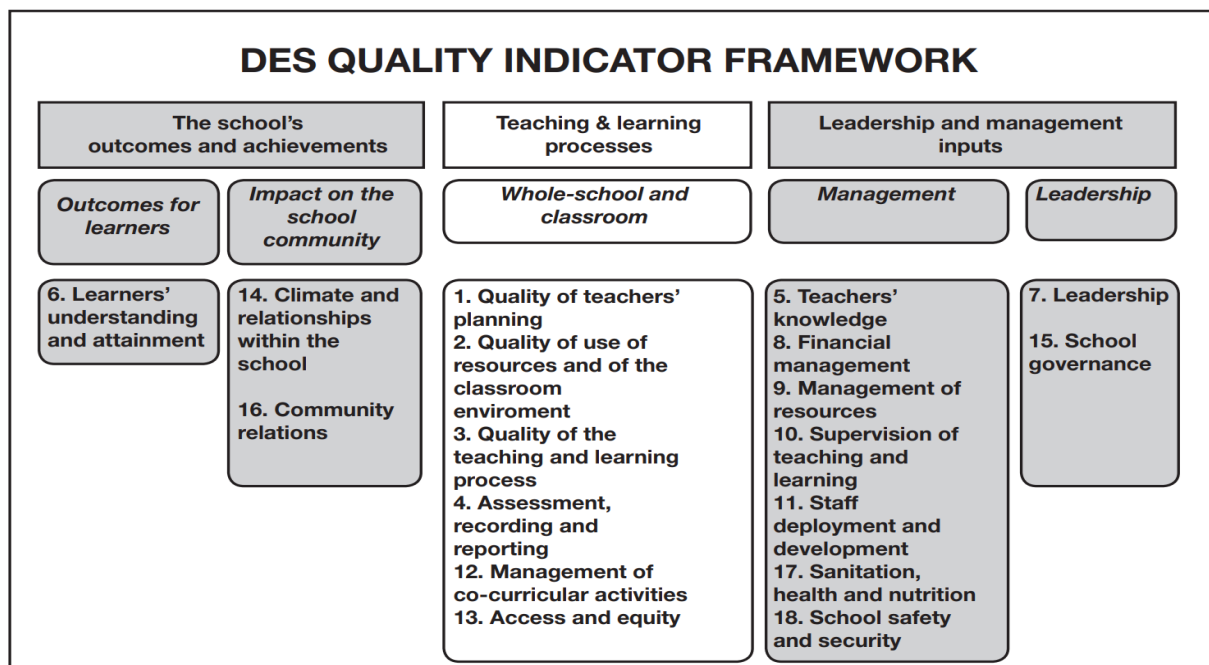 DES QUALITY INDICATOR FRAMEWORK
The school's
outcomes and achievements
Teaching & learning
processes
Leadership and management
inputs
Outcomes for
learners
Impact on the
school
community
Whole-school and
classroom
Management
Leadership
6. Learners'
understanding
and attainment
14. Climate and
relationships
within the
school
16. Community
relations
1. Quality of teachers'
planning
2. Quality of use of
resources and of the
classroom
enviroment
3. Quality of the
teaching and learning
process
4. Assessment,
recording and
reporting
12. Management of
co-curricular activities
13. Access and equity
5. Teachers'
knowledge
8. Financial
management
9. Management of
resources
10. Supervision of
teaching and
learning
11. Staff
deployment and
development
17. Sanitation,
health and nutrition
18. School safety
and security
7. Leadership
15. School
governance